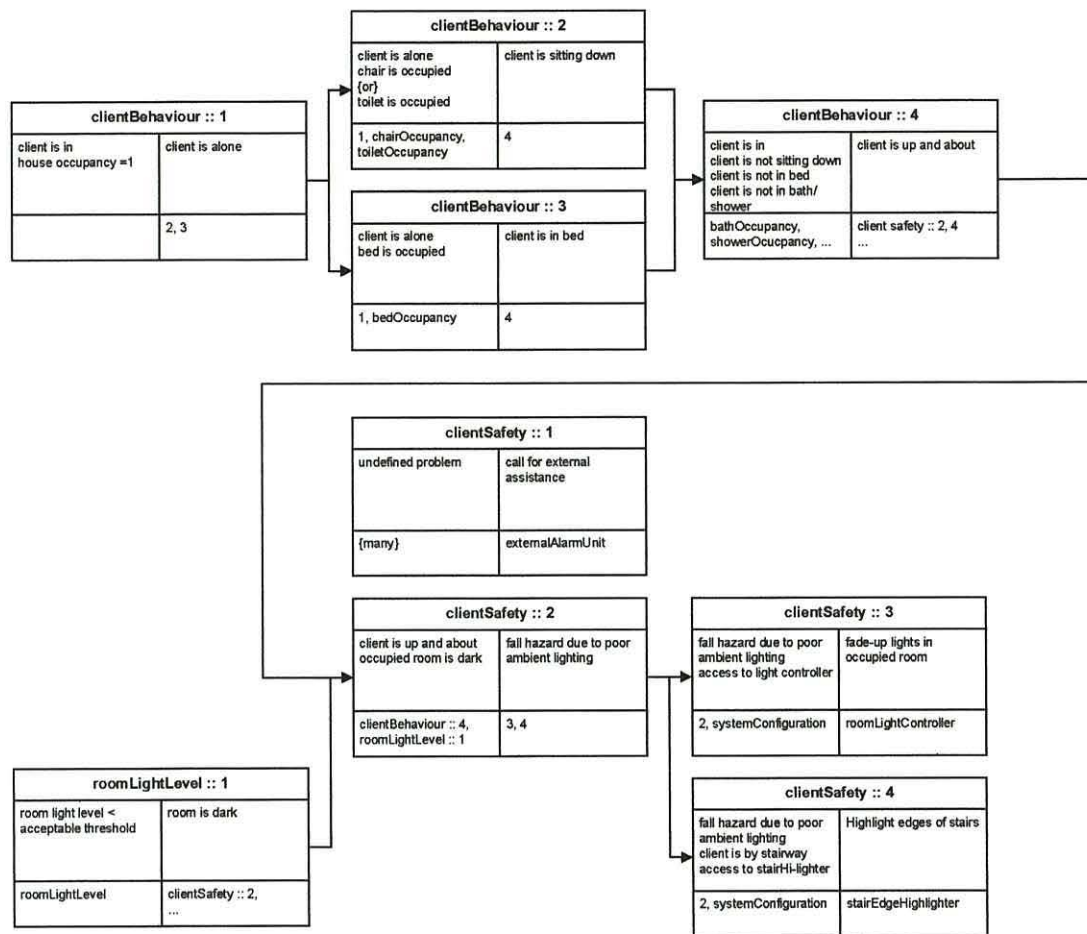 clientBehaviour :: 1
client is in
house occupancy =1
client is alone
2, 3
clientBehaviour :: 2
client is alone
chair is occupied
{or}
toilet is occupied
client is sitting down
1, chairOccupancy,
toiletOccupancy
4
clientBehaviour :: 3
client is alone
bed is occupied
client is in bed
1, bedOccupancy
4
clientBehaviour :: 4
client is in
client is not sitting down
client is not in bed
client is not in bath/
shower
client is up and about
bathOccupancy,
showerOcucpancy, ...
client safety :: 2, 4
...
clientSafety :: 1
undefined problem
call for external
assistance
{many}
externalAlarmUnit
clientSafety :: 2
client is up and about
occupied room is dark
fall hazard due to poor
ambient lighting
clientBehaviour :: 4,
roomLightLevel :: 1
3, 4
clientSafety :: 3
fall hazard due to poor
ambient lighting
access to light controller
fade-up lights in
occupied room
2, systemConfiguration
roomLightController
roomLightLevel :: 1
room light level <
acceptable threshold
room is dark
roomLightLevel
clientSafety :: 2,
...
clientSafety :: 4
fall hazard due to poor
ambient lighting
client is by stairway
access to stairHi-lighter
Highlight edges of stairs
2, systemConfiguration
stairEdgeHighlighter